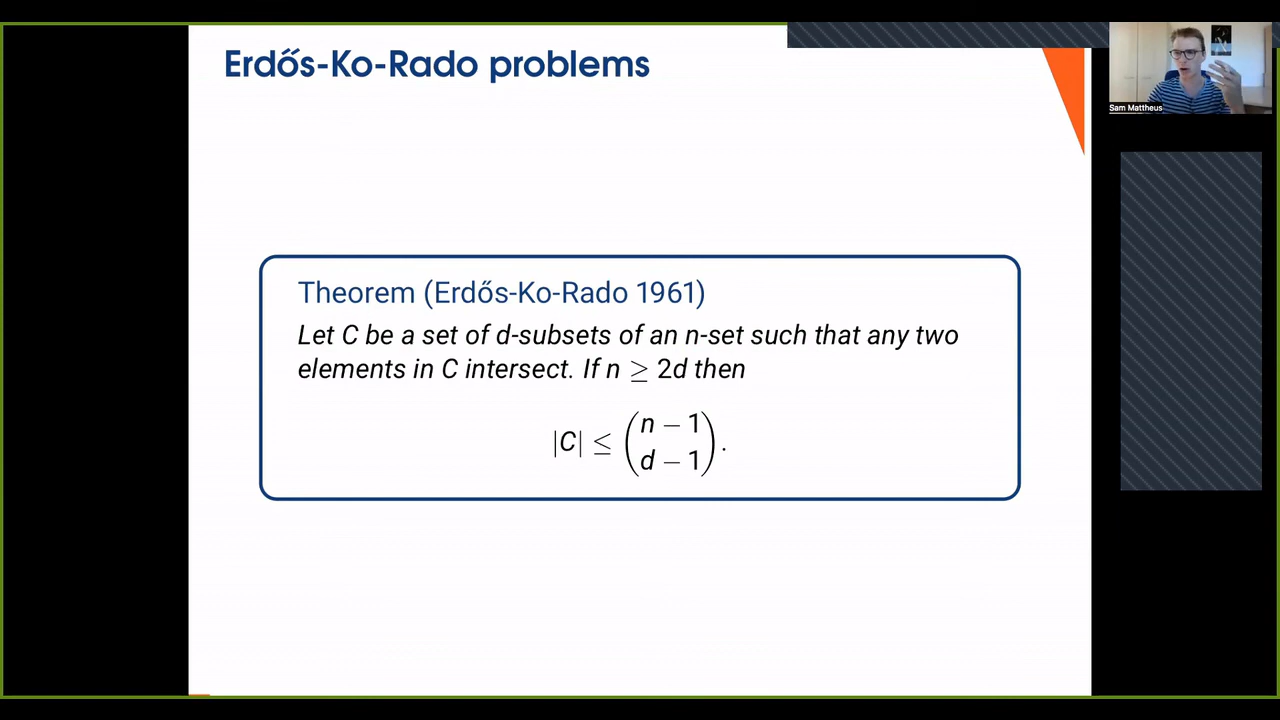 Erdős-Ko-Rado problems
Sam Mattheus
Theorem (Erdős-Ko-Rado 1961)
Let C be a set of d-subsets of an n-set such that any two
elements in C intersect. If n ≥ 2d then
|C| ≤ (n − 1
d − 1).